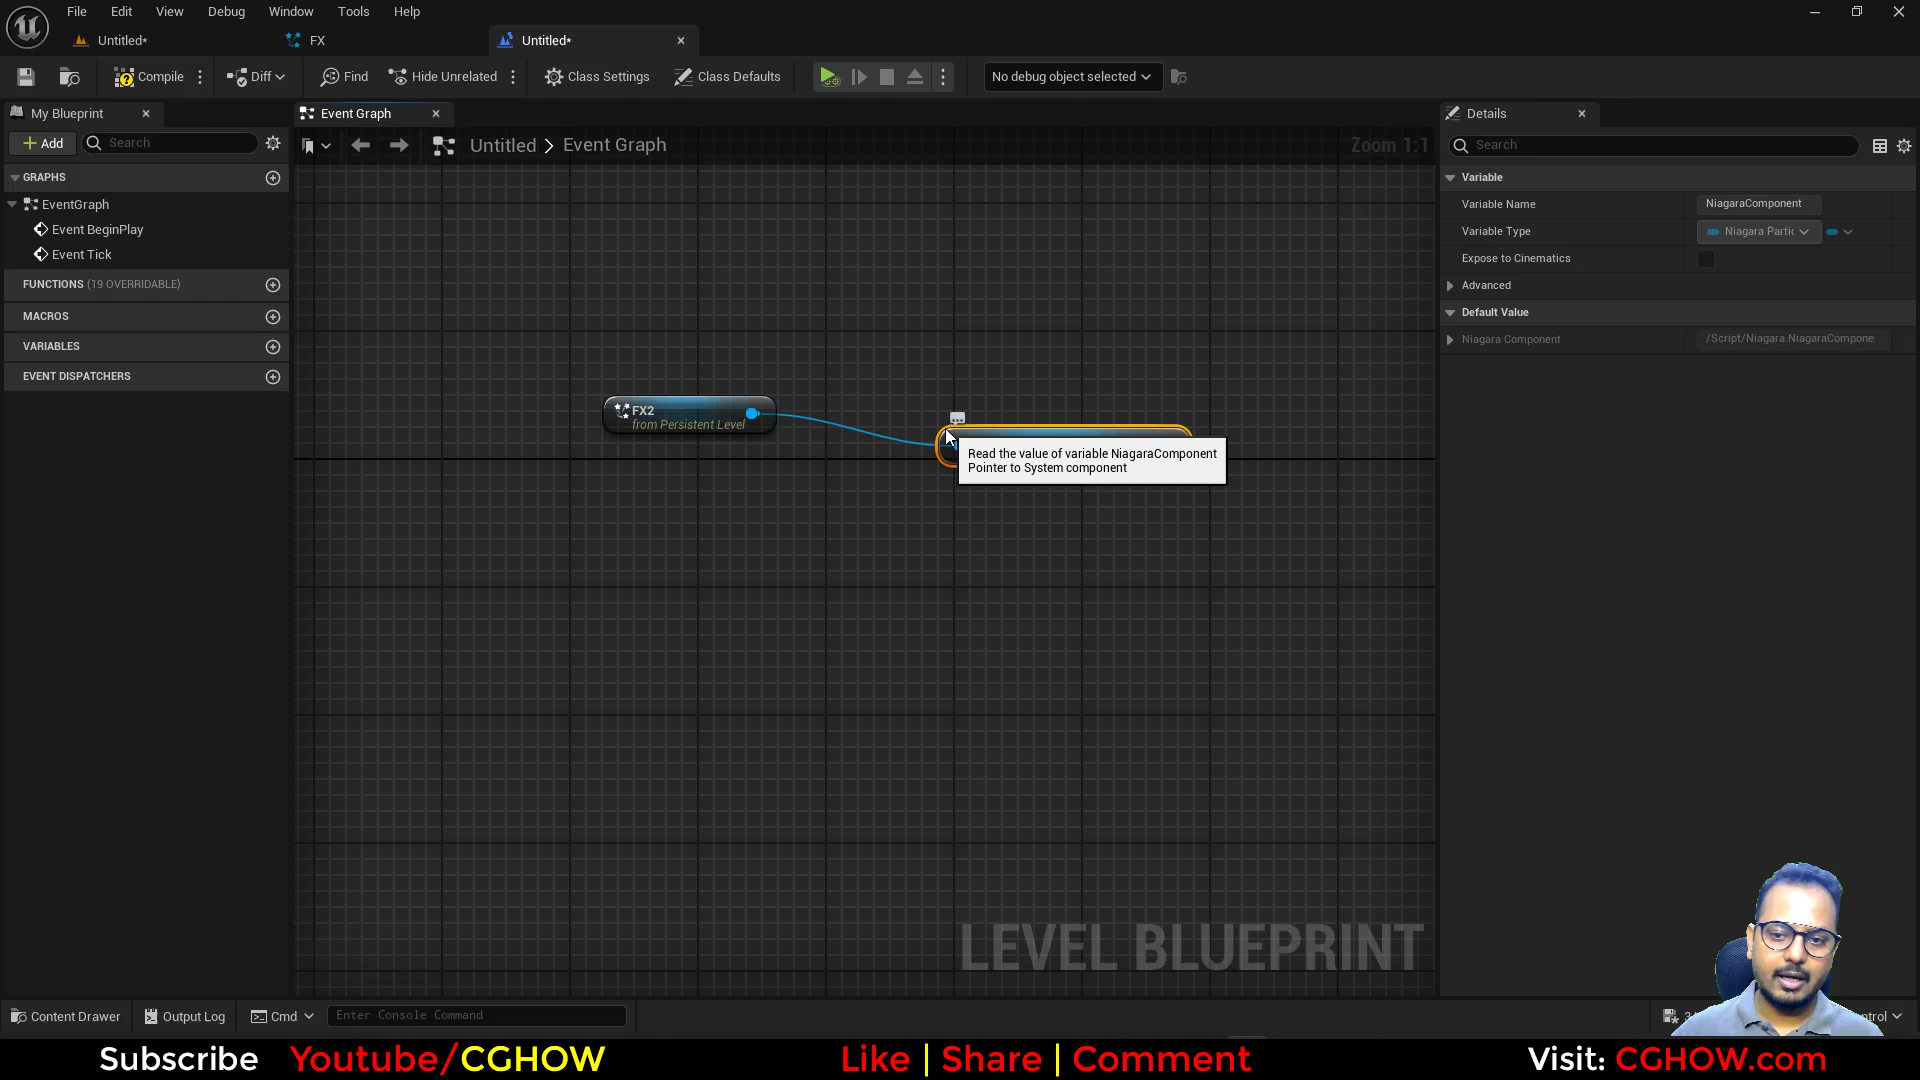 File Edit View Debug Window Tools Help
Untitled* FX Untitled*
Compile Diff Find Hide Unrelated Class Settings Class Defaults No debug object selected
My Blueprint Event Graph Details
Add Search Untitled > Event Graph Zoom 1:1 Search
GRAPHS Variable
EventGraph Variable Name NiagaraComponent
Event BeginPlay Variable Type Niagara Partic
Event Tick Expose to Cinematics
FUNCTIONS (19 OVERRIDABLE) Advanced
MACROS Default Value
VARIABLES Niagara Component /Script/Niagara.NiagaraCompone
EVENT DISPATCHERS
FX2
from Persistent Level
Read the value of variable NiagaraComponent
Pointer to System component
LEVEL BLUEPRINT
Content Drawer Output Log Cmd Enter Console Command
Subscribe Youtube/CGHOW Like | Share | Comment Visit: CGHOW.com